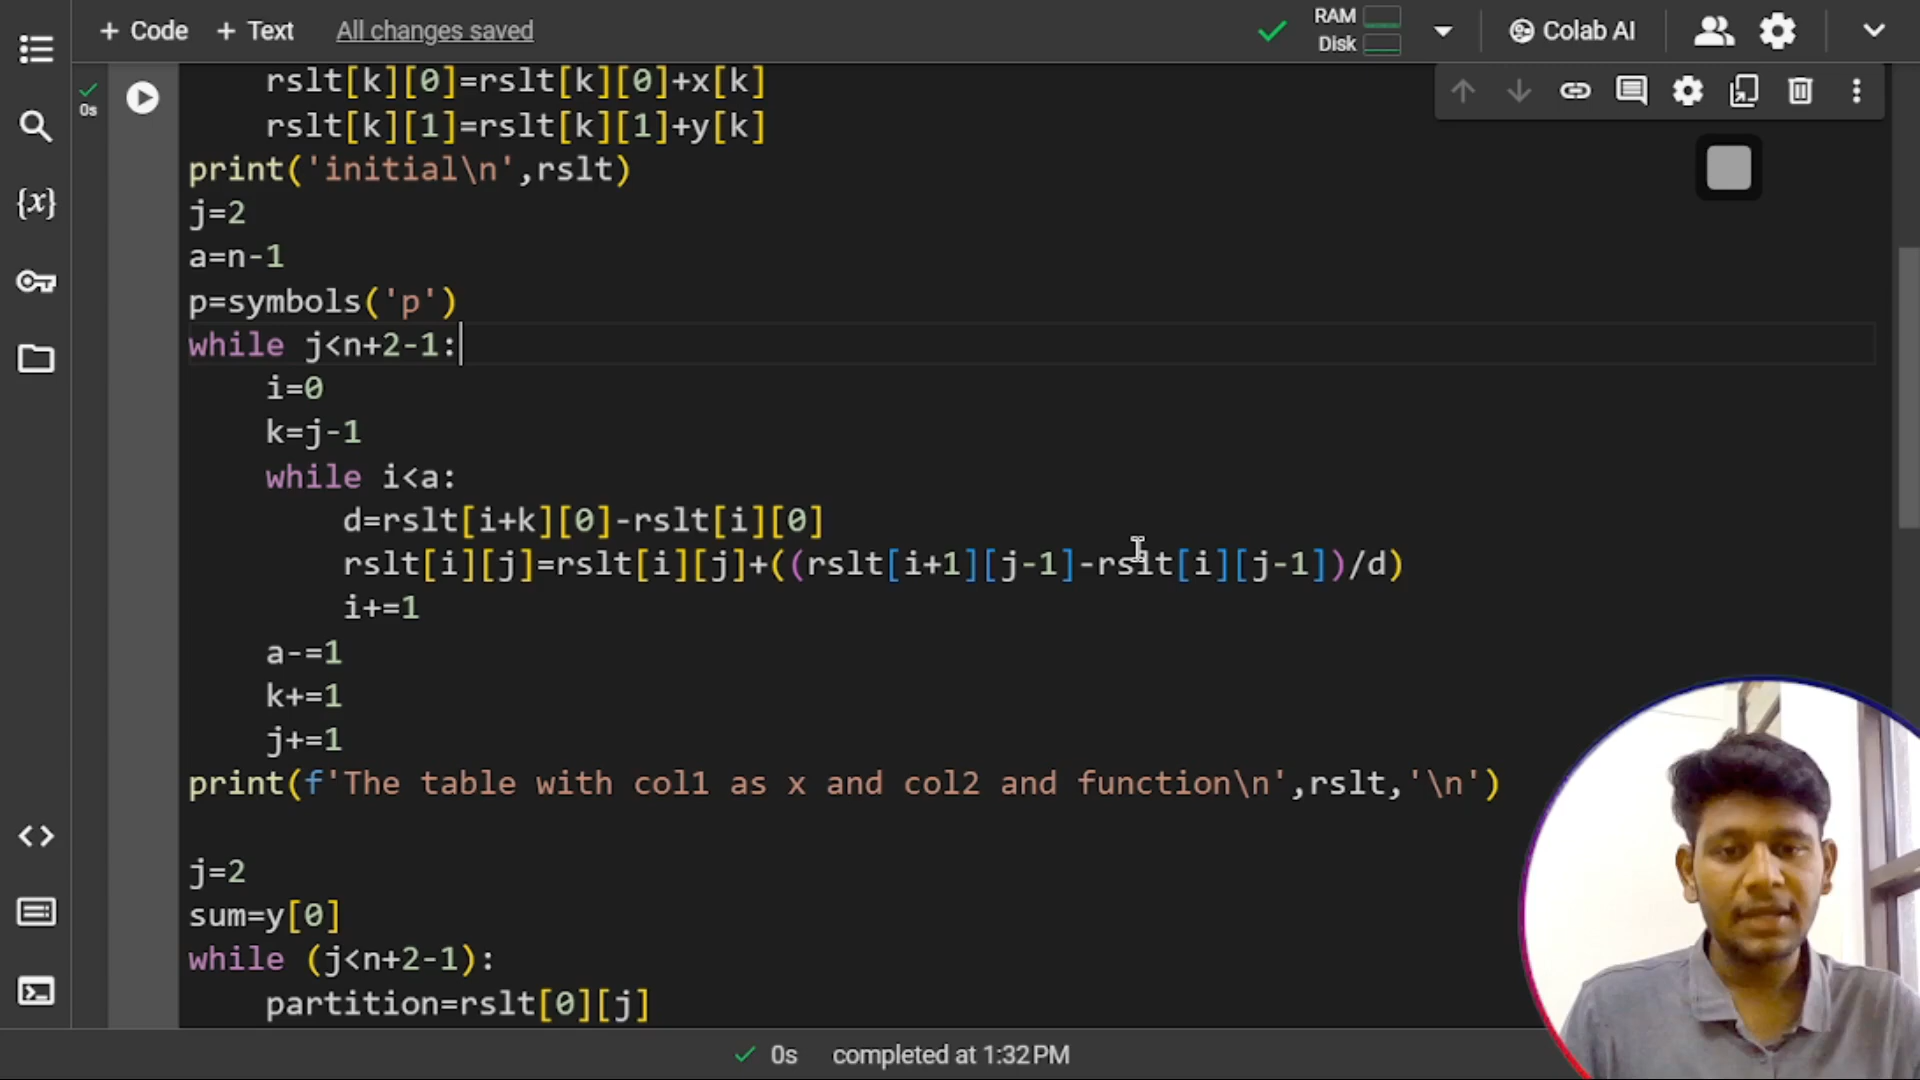 + Code + Text All changes saved RAM Disk Colab AI
{x}
0s
    rslt[k][0]=rslt[k][0]+x[k]
    rslt[k][1]=rslt[k][1]+y[k]
print('initial\n',rslt)
j=2
a=n-1
p=symbols('p')
while j<n+2-1:
    i=0
    k=j-1
    while i<a:
        d=rslt[i+k][0]-rslt[i][0]
        rslt[i][j]=rslt[i][j]+((rslt[i+1][j-1]-rslt[i][j-1])/d)
        i+=1
    a-=1
    k+=1
    j+=1
print(f'The table with col1 as x and col2 and function\n',rslt,'\n')
j=2
sum=y[0]
while (j<n+2-1):
    partition=rslt[0][j]
0s completed at 1:32 PM